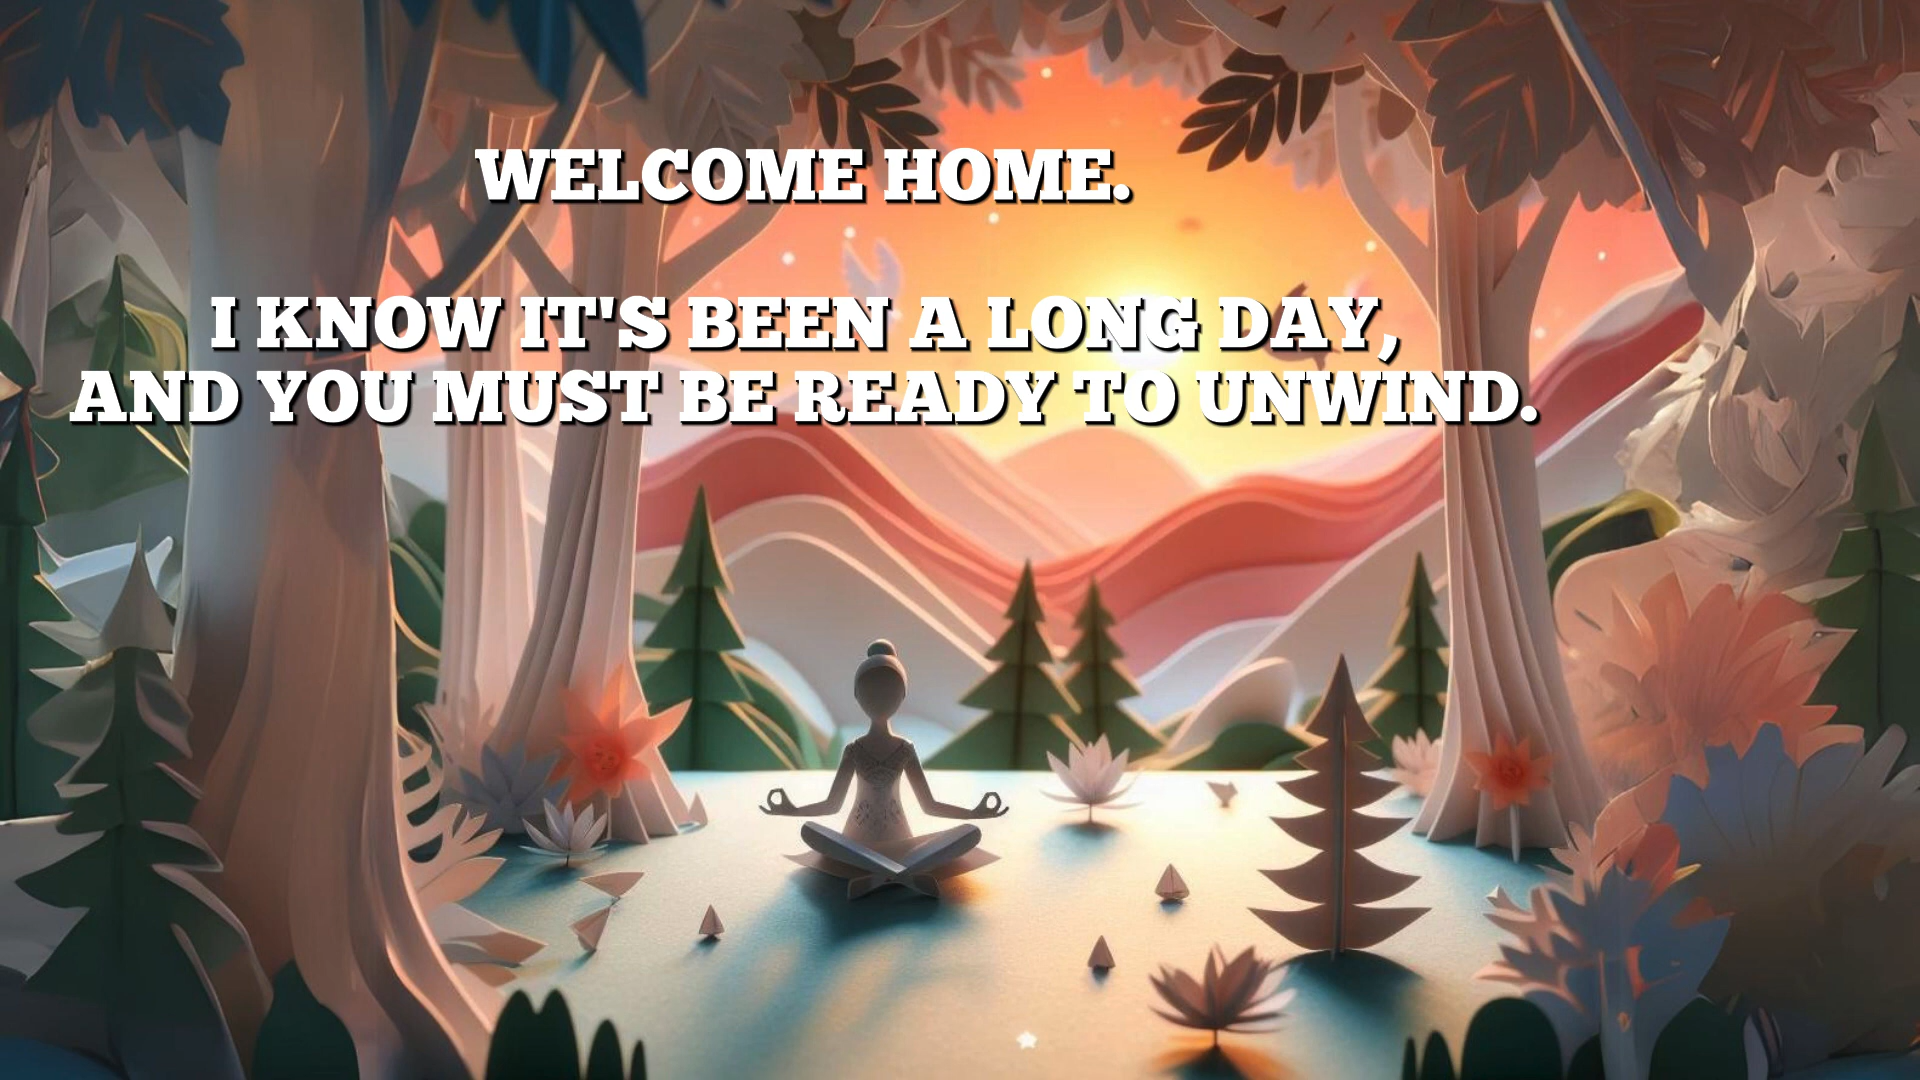 WELCOME HOME.
I KNOW IT'S BEEN A LONG DAY,
AND YOU MUST BE READY TO UNWIND.